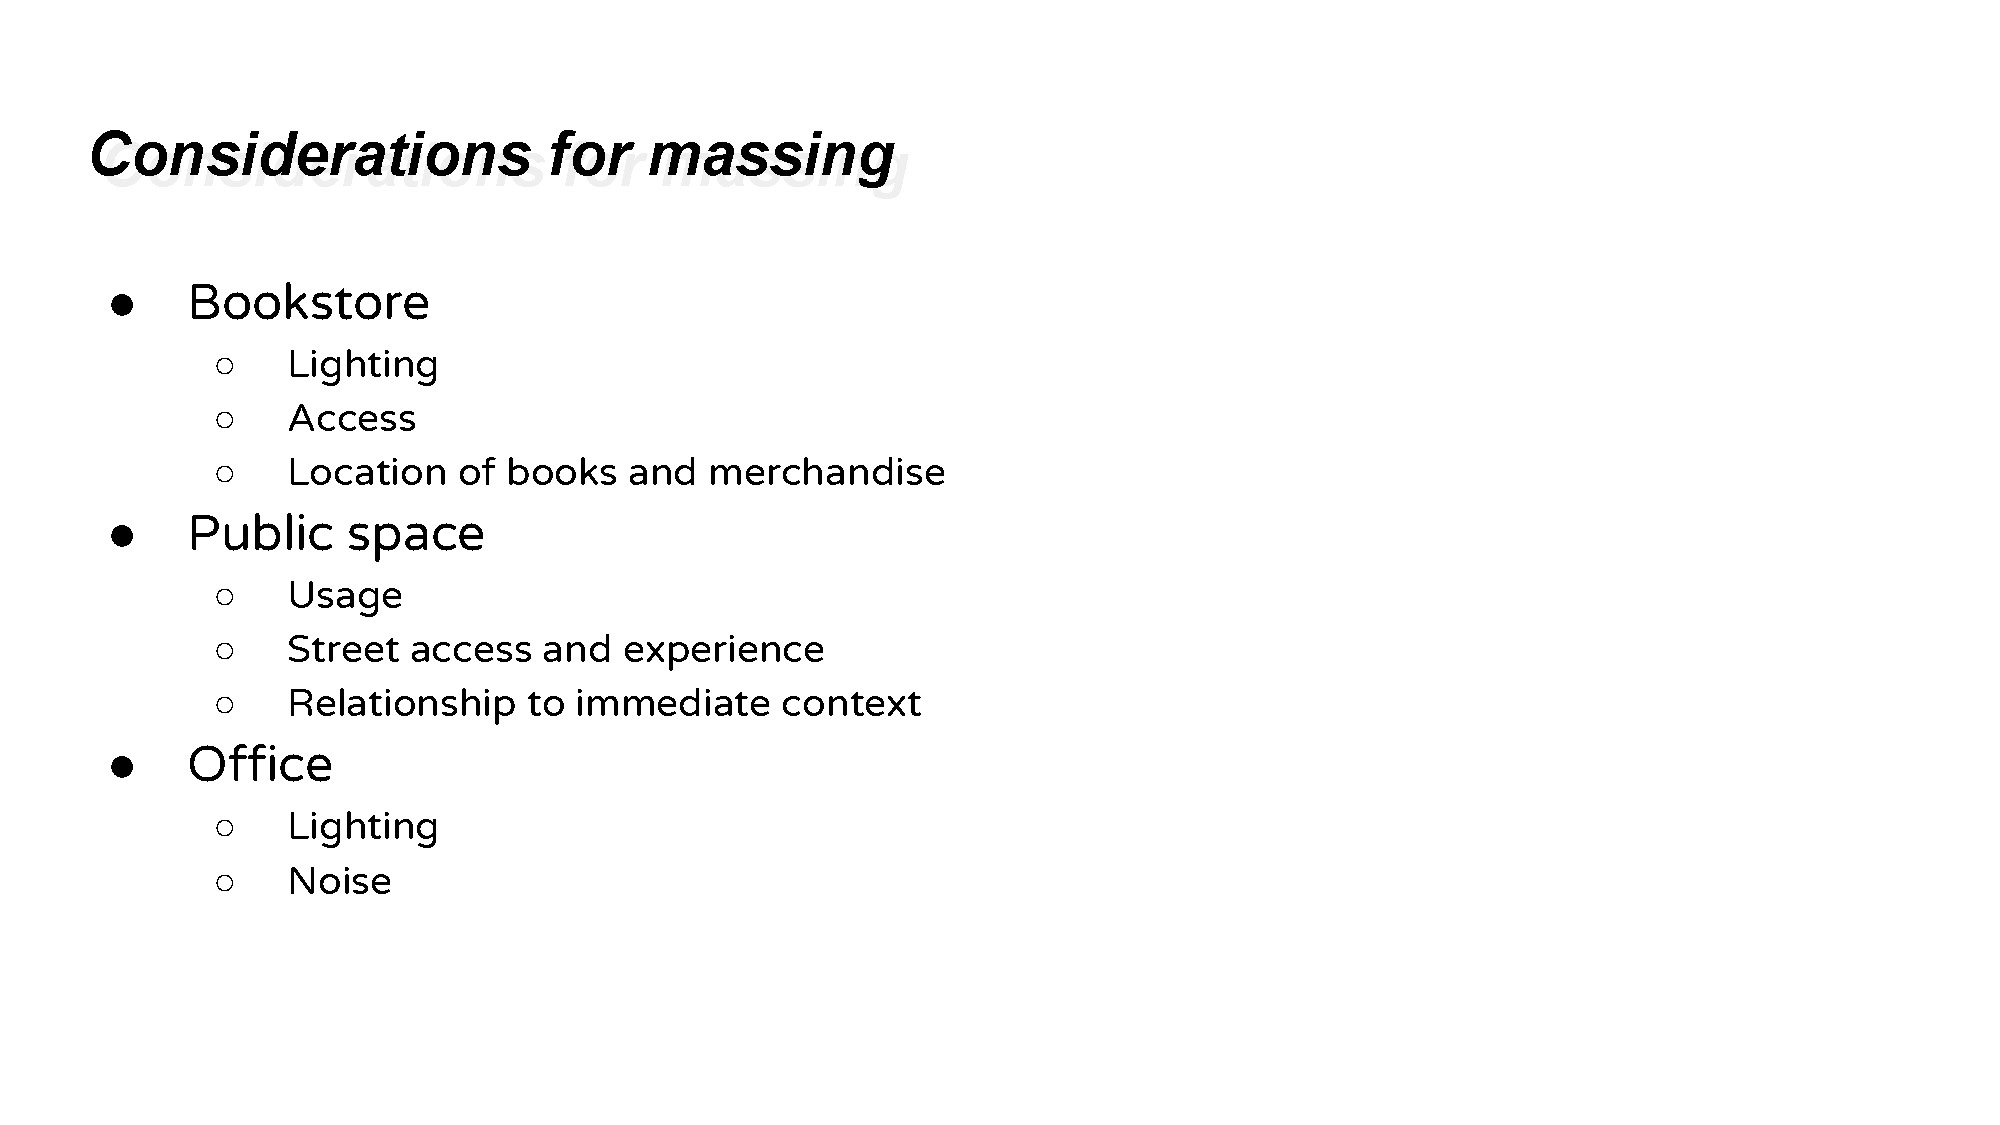 Considerations for massing
● Bookstore
○ Lighting
○ Access
○ Location of books and merchandise
● Public space
○ Usage
○ Street access and experience
○ Relationship to immediate context
● Office
○ Lighting
○ Noise